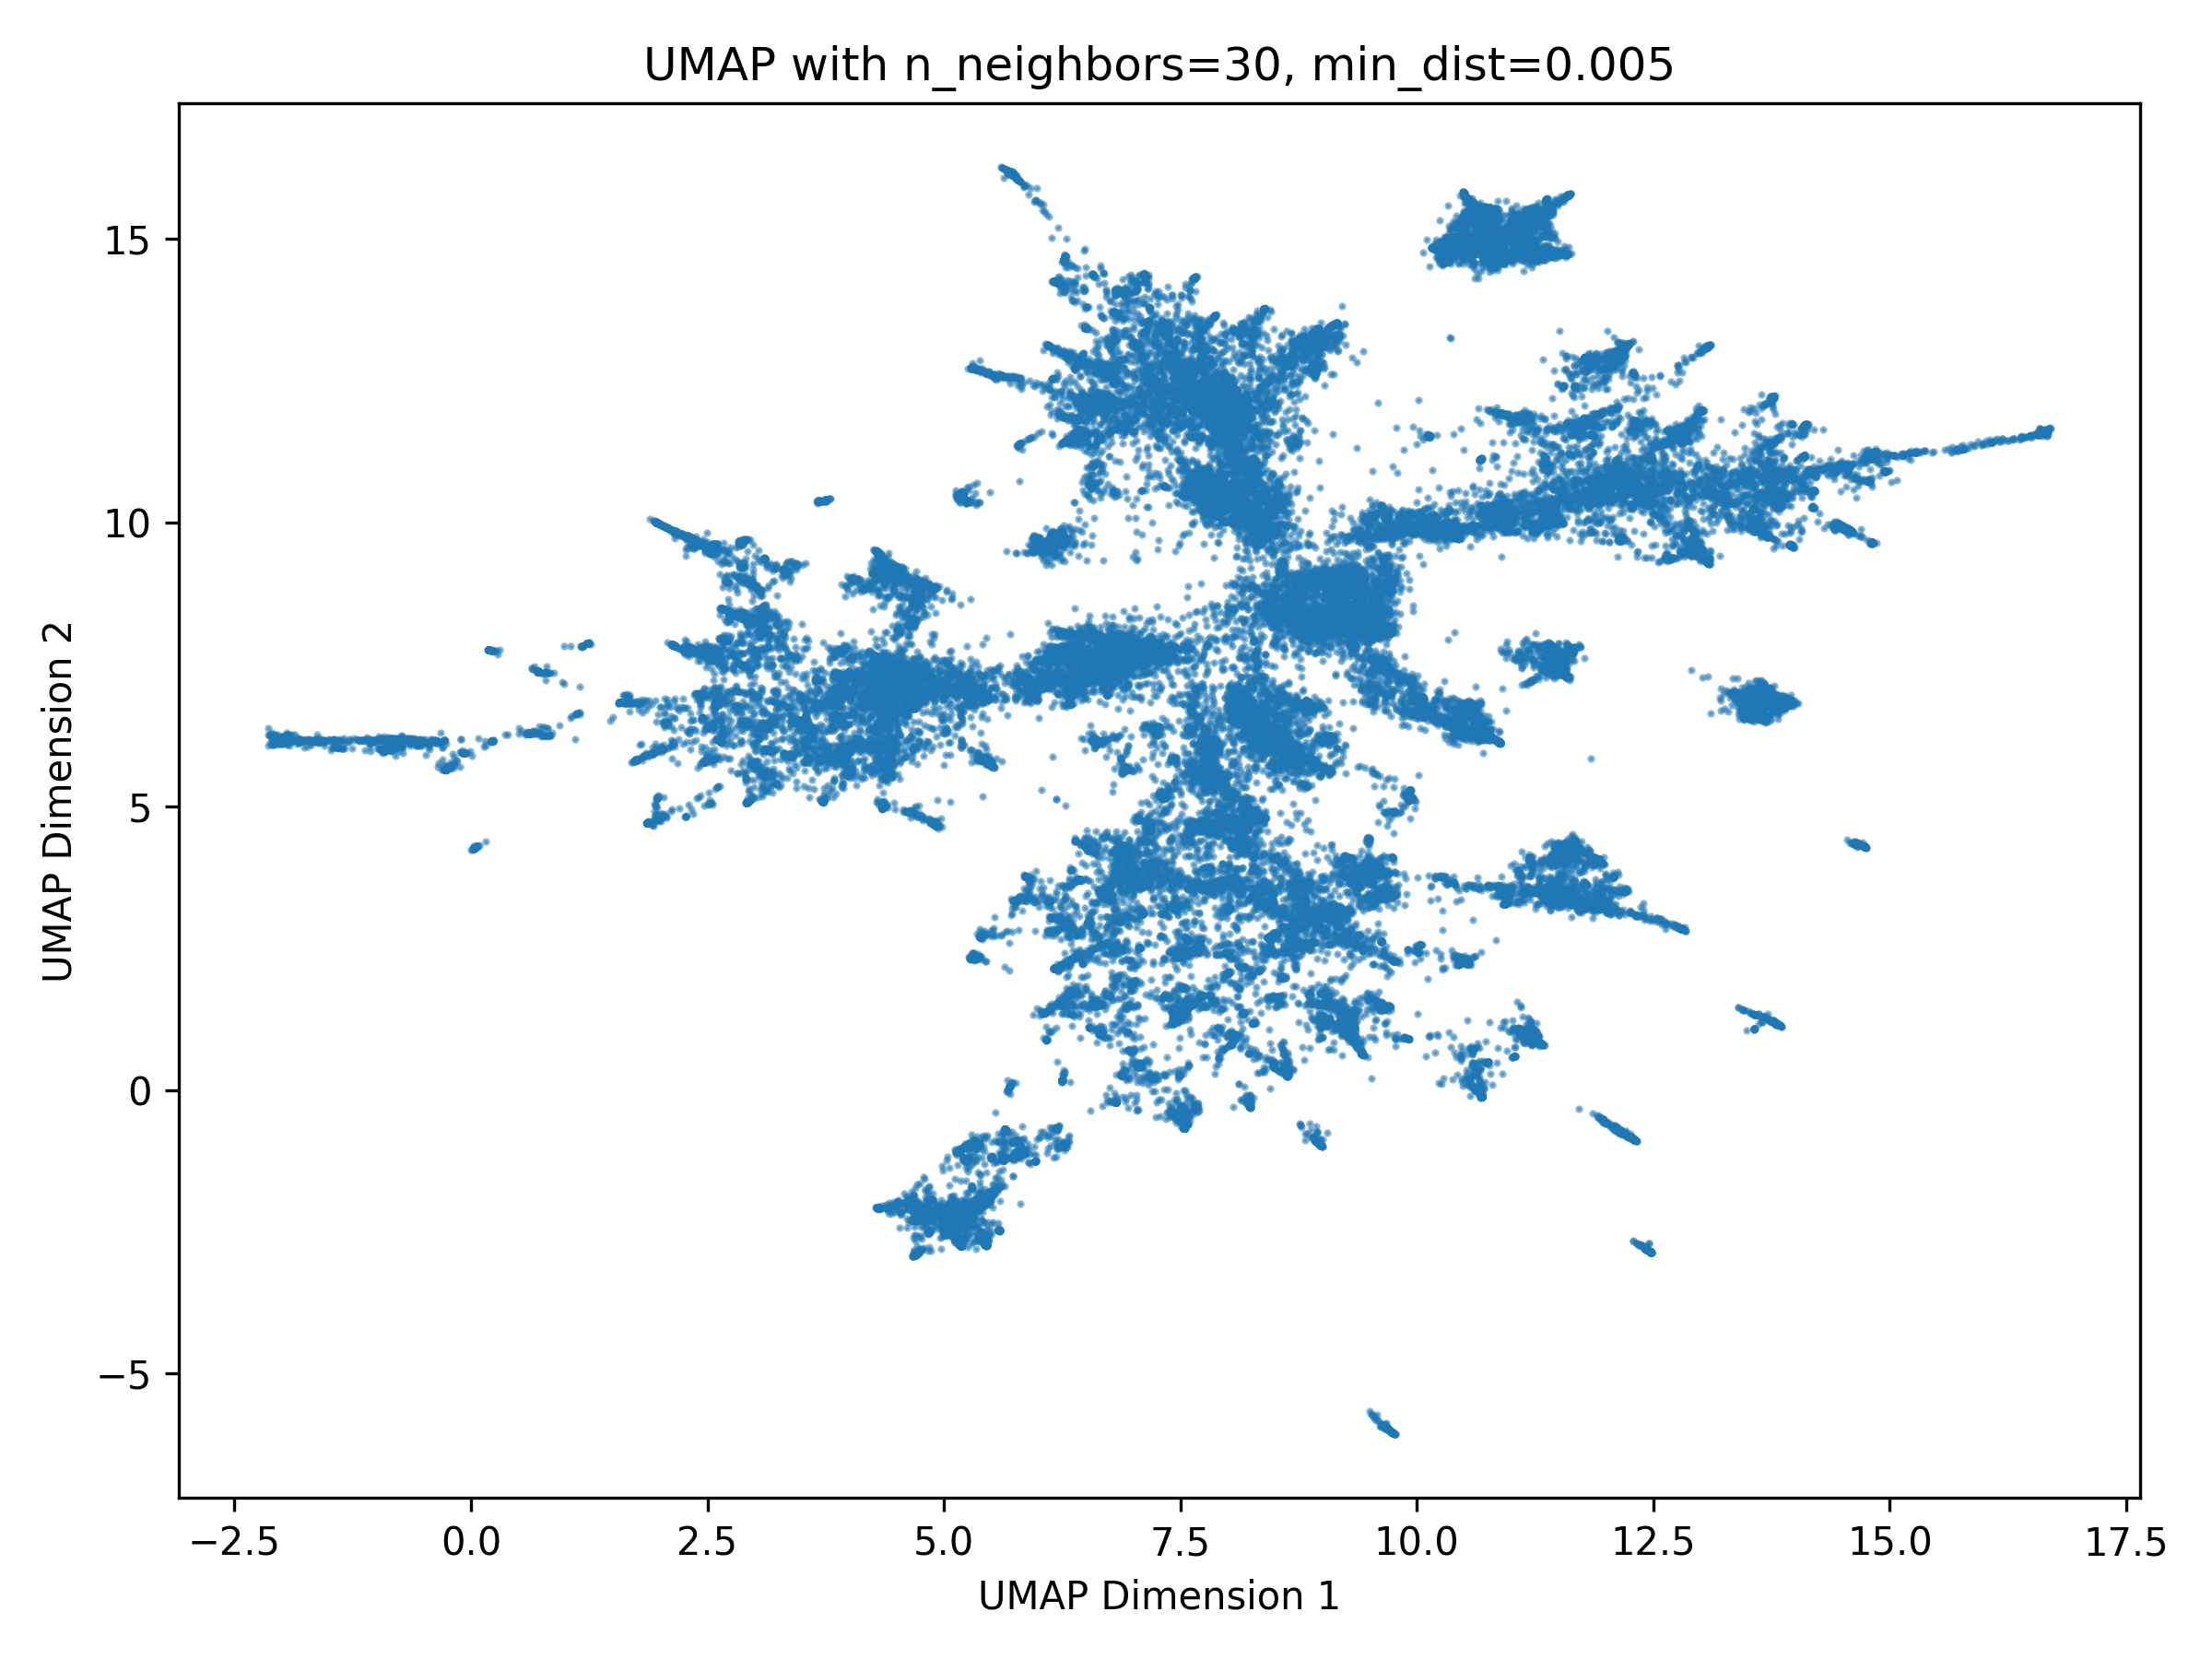 UMAP with n_neighbors=30, min_dist=0.005
15
10
5
0
−5
UMAP Dimension 2
−2.5 0.0 2.5 5.0 7.5 10.0 12.5 15.0 17.5
UMAP Dimension 1